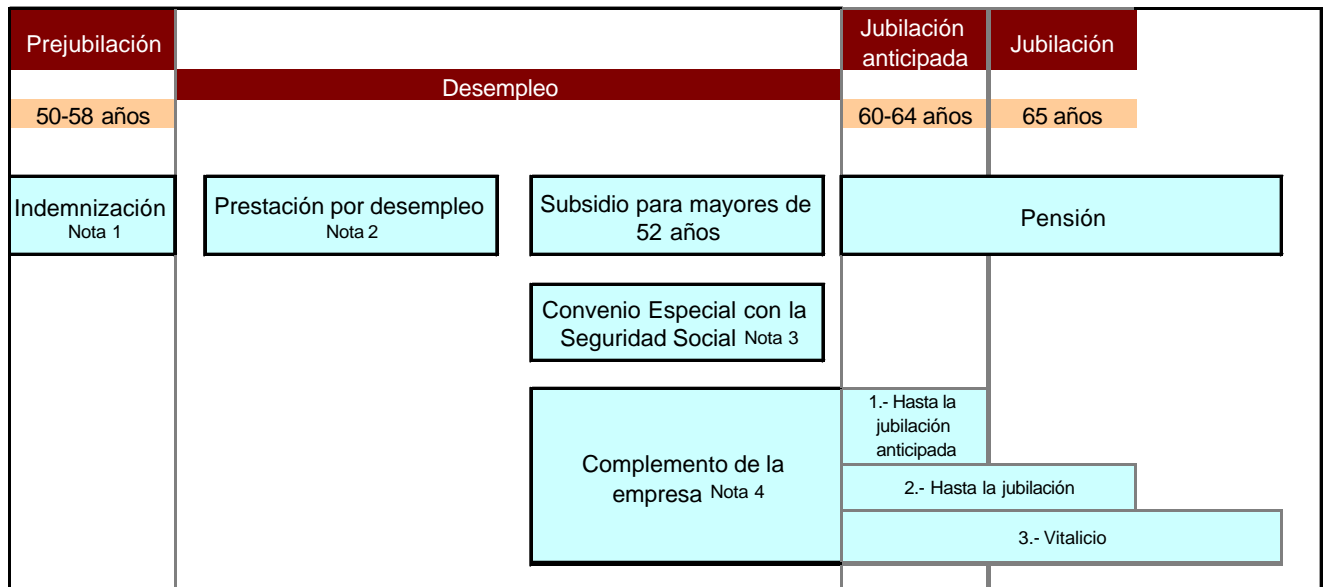 Prejubilación
Jubilación
anticipada
Jubilación
Desempleo
50-58 años
60-64 años
65 años
Indemnización
Nota 1
Prestación por desempleo
Nota 2
Subsidio para mayores de
52 años
Pensión
Convenio Especial con la
Seguridad Social Nota 3
Complemento de la
empresa Nota 4
1.- Hasta la
jubilación
anticipada
2.- Hasta la jubilación
3.- Vitalicio